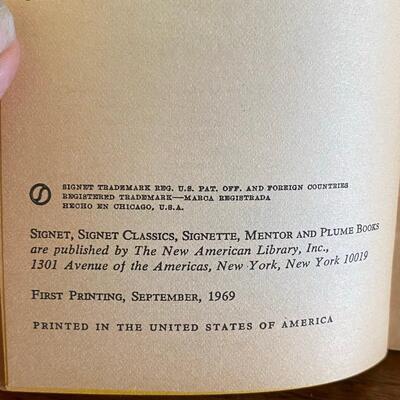 SIGNET TRADEMARK REG. U.S. PAT. OFF. AND FOREIGN COUNTRIES
REGISTERED TRADEMARK—MARCA REGISTRADA
HECHO EN CHICAGO, U.S.A.
SIGNET, SIGNET CLASSICS, SIGNETTE, MENTOR AND PLUME BOOKS
are published by The New American Library, Inc.,
1301 Avenue of the Americas, New York, New York 10019
FIRST PRINTING, SEPTEMBER, 1969
PRINTED IN THE UNITED STATES OF AMERICA